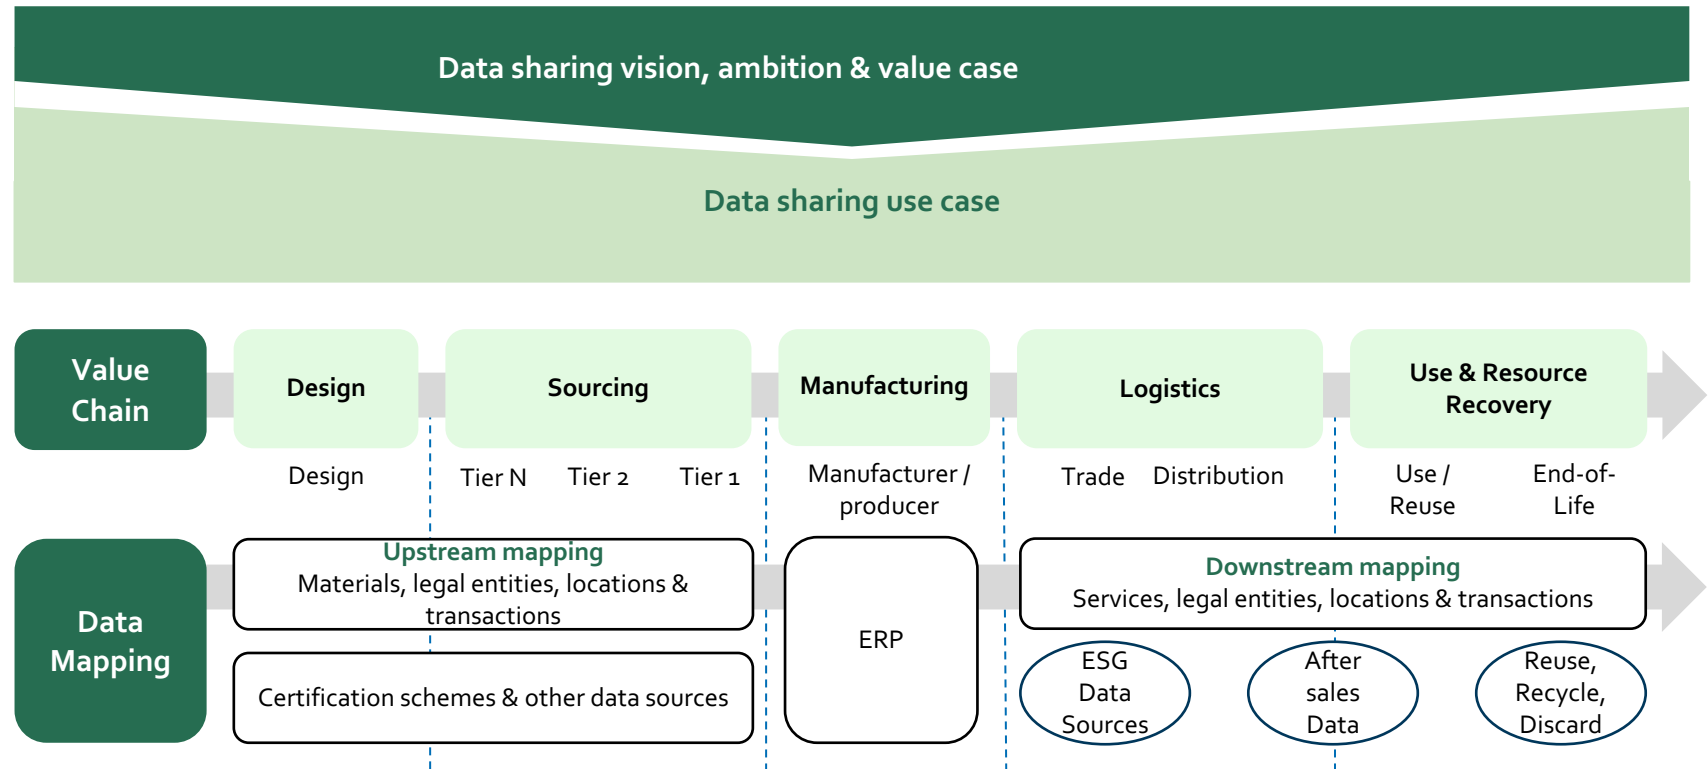 Data sharing vision, ambition & value case
Data sharing use case
Value
Chain
Design
Sourcing
Manufacturing
Logistics
Use & Resource
Recovery
Design
Tier N
Tier 2
Tier 1
Manufacturer /
producer
Trade
Distribution
Use /
Reuse
End-of-
Life
Data
Mapping
Upstream mapping
Materials, legal entities, locations &
transactions
Certification schemes & other data sources
ERP
Downstream mapping
Services, legal entities, locations & transactions
ESG
Data
Sources
After
sales
Data
Reuse,
Recycle,
Discard